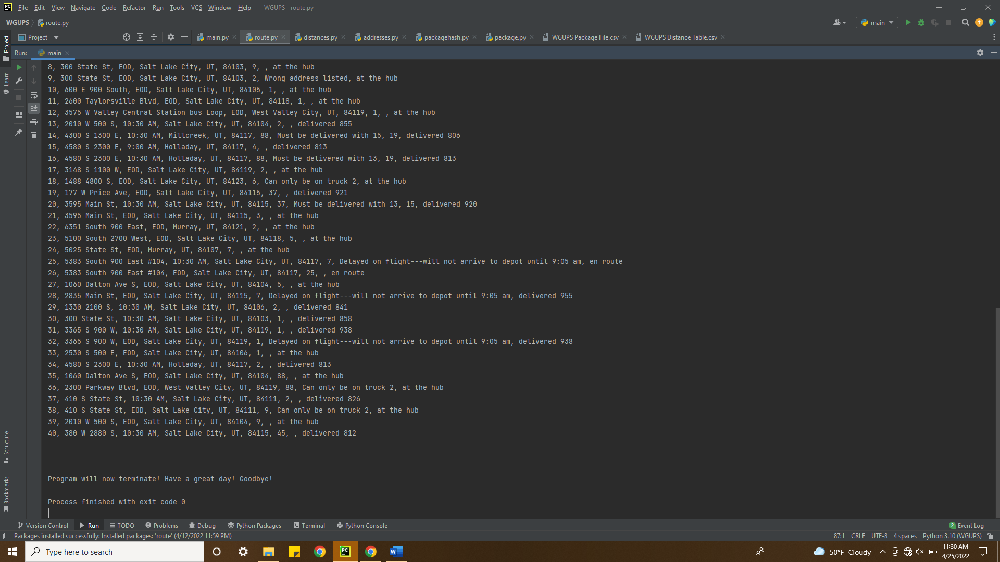 PC File Edit View Navigate Code Refactor Run Tools VCS Window Help WGUPS - route.py
WGUPS route.py main
Project main.py route.py distances.py addresses.py packagehash.py package.py WGUPS Package File.csv WGUPS Distance Table.csv
Project
Learn
Run: main
8, 300 State St, EOD, Salt Lake City, UT, 84103, 9, , at the hub
9, 300 State St, EOD, Salt Lake City, UT, 84103, 2, Wrong address listed, at the hub
10, 600 E 900 South, EOD, Salt Lake City, UT, 84105, 1, , at the hub
11, 2600 Taylorsville Blvd, EOD, Salt Lake City, UT, 84118, 1, , at the hub
12, 3575 W Valley Central Station bus Loop, EOD, West Valley City, UT, 84119, 1, , at the hub
13, 2010 W 500 S, 10:30 AM, Salt Lake City, UT, 84104, 2, , delivered 855
14, 4300 S 1300 E, 10:30 AM, Millcreek, UT, 84117, 88, Must be delivered with 15, 19, delivered 806
15, 4580 S 2300 E, 9:00 AM, Holladay, UT, 84117, 4, , delivered 813
16, 4580 S 2300 E, 10:30 AM, Holladay, UT, 84117, 88, Must be delivered with 13, 19, delivered 813
17, 3148 S 1100 W, EOD, Salt Lake City, UT, 84119, 2, , at the hub
18, 1488 4800 S, EOD, Salt Lake City, UT, 84123, 6, Can only be on truck 2, at the hub
19, 177 W Price Ave, EOD, Salt Lake City, UT, 84115, 37, , delivered 921
20, 3595 Main St, 10:30 AM, Salt Lake City, UT, 84115, 37, Must be delivered with 13, 15, delivered 920
21, 3595 Main St, EOD, Salt Lake City, UT, 84115, 3, , at the hub
22, 6351 South 900 East, EOD, Murray, UT, 84121, 2, , at the hub
23, 5100 South 2700 West, EOD, Salt Lake City, UT, 84118, 5, , at the hub
24, 5025 State St, EOD, Murray, UT, 84107, 7, , at the hub
25, 5383 South 900 East #104, 10:30 AM, Salt Lake City, UT, 84117, 7, Delayed on flight---will not arrive to depot until 9:05 am, en route
26, 5383 South 900 East #104, EOD, Salt Lake City, UT, 84117, 25, , en route
27, 1060 Dalton Ave S, EOD, Salt Lake City, UT, 84104, 5, , at the hub
28, 2835 Main St, EOD, Salt Lake City, UT, 84115, 7, Delayed on flight---will not arrive to depot until 9:05 am, delivered 955
29, 1330 2100 S, 10:30 AM, Salt Lake City, UT, 84106, 2, , delivered 841
30, 300 State St, 10:30 AM, Salt Lake City, UT, 84103, 1, , delivered 858
31, 3365 S 900 W, 10:30 AM, Salt Lake City, UT, 84119, 1, , delivered 938
32, 3365 S 900 W, EOD, Salt Lake City, UT, 84119, 1, Delayed on flight---will not arrive to depot until 9:05 am, delivered 938
33, 2530 S 500 E, EOD, Salt Lake City, UT, 84106, 1, , at the hub
34, 4580 S 2300 E, 10:30 AM, Holladay, UT, 84117, 2, , delivered 813
35, 1060 Dalton Ave S, EOD, Salt Lake City, UT, 84104, 88, , at the hub
36, 2300 Parkway Blvd, EOD, West Valley City, UT, 84119, 88, Can only be on truck 2, at the hub
37, 410 S State St, 10:30 AM, Salt Lake City, UT, 84111, 2, , delivered 826
38, 410 S State St, EOD, Salt Lake City, UT, 84111, 9, Can only be on truck 2, at the hub
39, 2010 W 500 S, EOD, Salt Lake City, UT, 84104, 9, , at the hub
40, 380 W 2880 S, 10:30 AM, Salt Lake City, UT, 84115, 45, , delivered 812
Structure
Bookmarks
Program will now terminate! Have a great day! Goodbye!
Process finished with exit code 0
Version Control Run TODO Problems Debug Python Packages Terminal Python Console 2 Event Log
Packages installed successfully: Installed packages: 'route' (4/12/2022 11:59 PM) 87:1 CRLF UTF-8 4 spaces Python 3.10 (WGUPS)
Type here to search PC W 50°F Cloudy 11:30 AM
4/25/2022